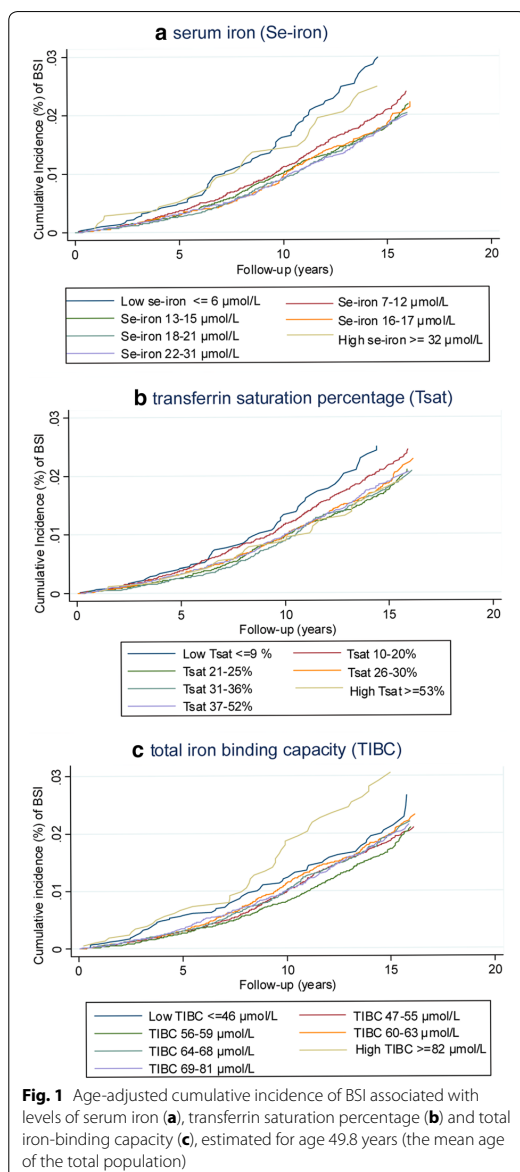 a serum iron (Se-iron)
Cumulative Incidence (%) of BSI
.03
.02
.01
0
0 5 10 15 20
Follow-up (years)
Low se-iron <= 6 µmol/L Se-iron 7-12 µmol/L
Se-iron 13-15 µmol/L Se-iron 16-17 µmol/L
Se-iron 18-21 µmol/L High se-iron >= 32 µmol/L
Se-iron 22-31 µmol/L
b transferrin saturation percentage (Tsat)
Cumulative Incidence (%) of BSI
.03
.02
.01
0
0 5 10 15 20
Follow-up (years)
Low Tsat <=9 % Tsat 10-20%
Tsat 21-25% Tsat 26-30%
Tsat 31-36% High Tsat >=53%
Tsat 37-52%
c total iron binding capacity (TIBC)
Cumulative incidence (%) of BSI
.03
.02
.01
0
0 5 10 15 20
Follow-up (years)
Low TIBC <=46 µmol/L TIBC 47-55 µmol/L
TIBC 56-59 µmol/L TIBC 60-63 µmol/L
TIBC 64-68 µmol/L High TIBC >=82 µmol/L
TIBC 69-81 µmol/L
Fig. 1 Age-adjusted cumulative incidence of BSI associated with
levels of serum iron (a), transferrin saturation percentage (b) and total
iron-binding capacity (c), estimated for age 49.8 years (the mean age
of the total population)